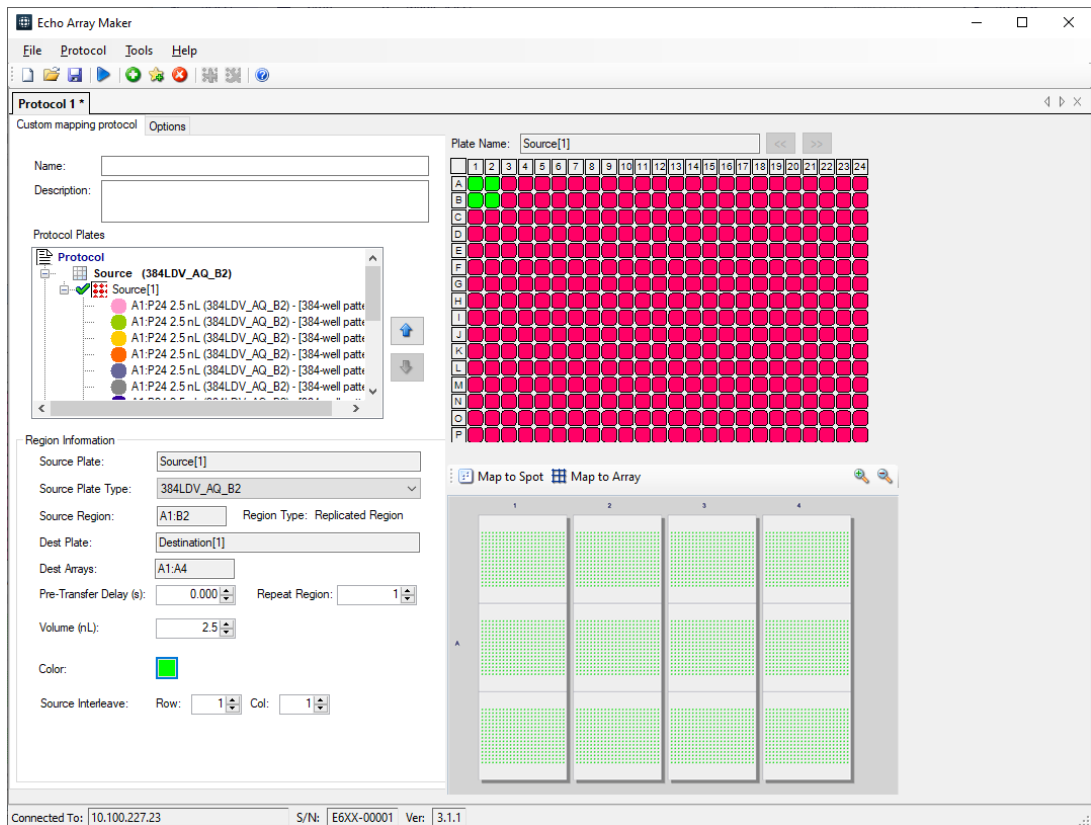 Echo Array Maker
File Protocol Tools Help
Protocol 1 *
Custom mapping protocol Options
Name:
Description:
Protocol Plates
Protocol
Source (384LDV_AQ_B2)
Source[1]
A1:P24 2.5 nL (384LDV_AQ_B2) - [384-well patte
A1:P24 2.5 nL (384LDV_AQ_B2) - [384-well patte
A1:P24 2.5 nL (384LDV_AQ_B2) - [384-well patte
A1:P24 2.5 nL (384LDV_AQ_B2) - [384-well patte
A1:P24 2.5 nL (384LDV_AQ_B2) - [384-well patte
A1:P24 2.5 nL (384LDV_AQ_B2) - [384-well patte
Region Information
Source Plate: Source[1]
Source Plate Type: 384LDV_AQ_B2
Source Region: A1:B2 Region Type: Replicated Region
Dest Plate: Destination[1]
Dest Arrays: A1:A4
Pre-Transfer Delay (s): 0.000 Repeat Region: 1
Volume (nL): 2.5
Color:
Source Interleave: Row: 1 Col: 1
Plate Name: Source[1] << >>
1 2 3 4 5 6 7 8 9 10 11 12 13 14 15 16 17 18 19 20 21 22 23 24
A
B
C
D
E
F
G
H
I
J
K
L
M
N
O
P
Map to Spot Map to Array
1 2 3 4
A
Connected To: 10.100.227.23 S/N: E6XX-00001 Ver: 3.1.1